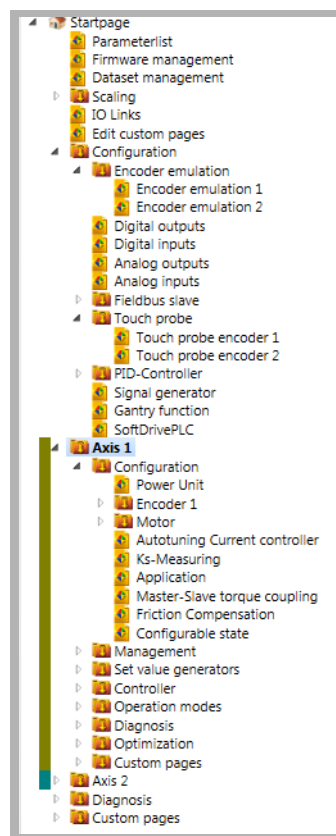 Startpage
Parameterlist
Firmware management
Dataset management
Scaling
IO Links
Edit custom pages
Configuration
Encoder emulation
Encoder emulation 1
Encoder emulation 2
Digital outputs
Digital inputs
Analog outputs
Analog inputs
Fieldbus slave
Touch probe
Touch probe encoder 1
Touch probe encoder 2
PID-Controller
Signal generator
Gantry function
SoftDrivePLC
Axis 1
Configuration
Power Unit
Encoder 1
Motor
Autotuning Current controller
Ks-Measuring
Application
Master-Slave torque coupling
Friction Compensation
Configurable state
Management
Set value generators
Controller
Operation modes
Diagnosis
Optimization
Custom pages
Axis 2
Diagnosis
Custom pages